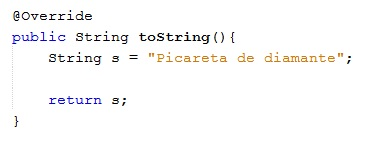 @Override
public String toString(){
    String s = "Picareta de diamante";
    return s;
}